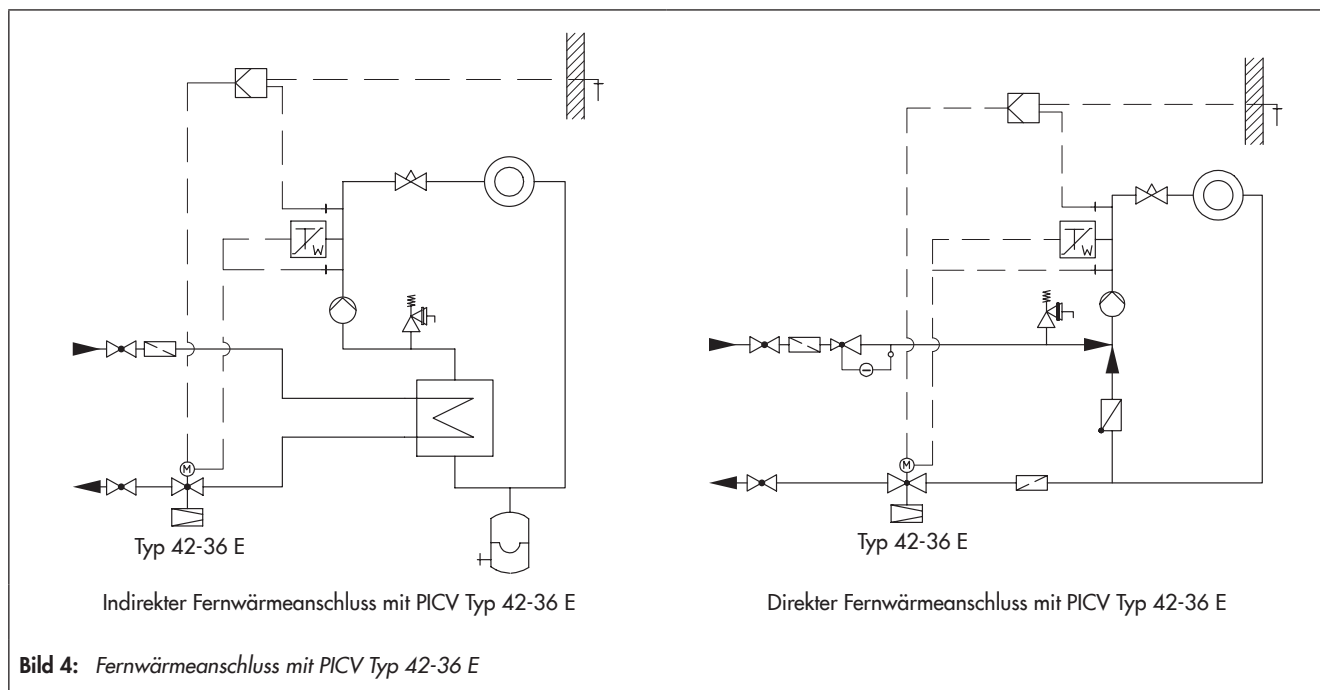 T
W
M
Typ 42-36 E
Indirekter Fernwärmeanschluss mit PICV Typ 42-36 E
T
W
M
Typ 42-36 E
Direkter Fernwärmeanschluss mit PICV Typ 42-36 E
Bild 4: Fernwärmeanschluss mit PICV Typ 42-36 E